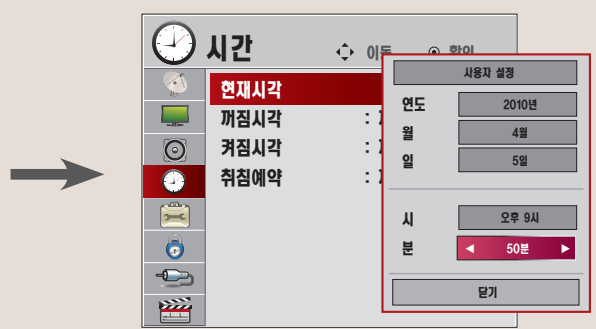 시간
이동 확인
현재시각
꺼짐시각 :
켜짐시각 :
취침예약 :
사용자 설정
연도 2010년
월 4월
일 5일
시 오후 9시
분 ◀ 50분 ▶
닫기